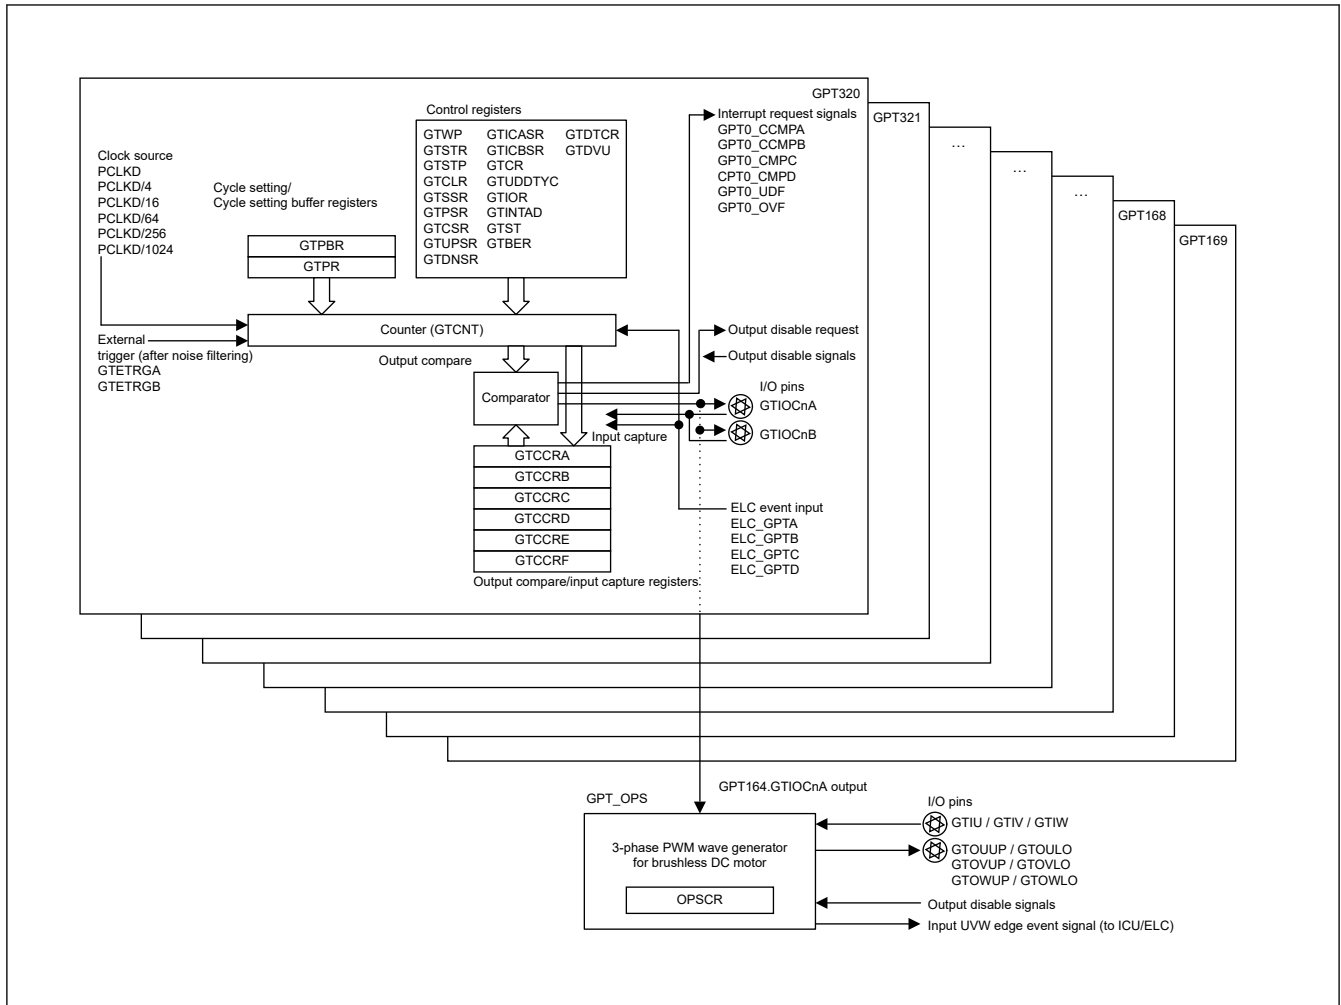 GPT320
GPT321
…
…
…
GPT168
GPT169
Control registers
GTWP GTICASR GTDTCR
GTSTR GTICBSR GTDVU
GTSTP GTCR
GTCLR GTUDDTYC
GTSSR GTIOR
GTPSR GTINTAD
GTCSR GTST
GTUPSR GTBER
GTDNSR
Interrupt request signals
GPT0_CCMPA
GPT0_CCMPB
GPT0_CMPC
CPT0_CMPD
GPT0_UDF
GPT0_OVF
Clock source
PCLKD
PCLKD/4
PCLKD/16
PCLKD/64
PCLKD/256
PCLKD/1024
Cycle setting/
Cycle setting buffer registers
GTPBR
GTPR
Counter (GTCNT)
External
trigger (after noise filtering)
GTETRGA
GTETRGB
Output compare
Comparator
Output disable request
Output disable signals
I/O pins
GTIOCnA
GTIOCnB
Input capture
GTCCRA
GTCCRB
GTCCRC
GTCCRD
GTCCRE
GTCCRF
Output compare/input capture registers
ELC event input
ELC_GPTA
ELC_GPTB
ELC_GPTC
ELC_GPTD
GPT164.GTIOCnA output
GPT_OPS
3-phase PWM wave generator
for brushless DC motor
OPSCR
I/O pins
GTIU / GTIV / GTIW
GTOUUP / GTOULO
GTOVUP / GTOVLO
GTOWUP / GTOWLO
Output disable signals
Input UVW edge event signal (to ICU/ELC)